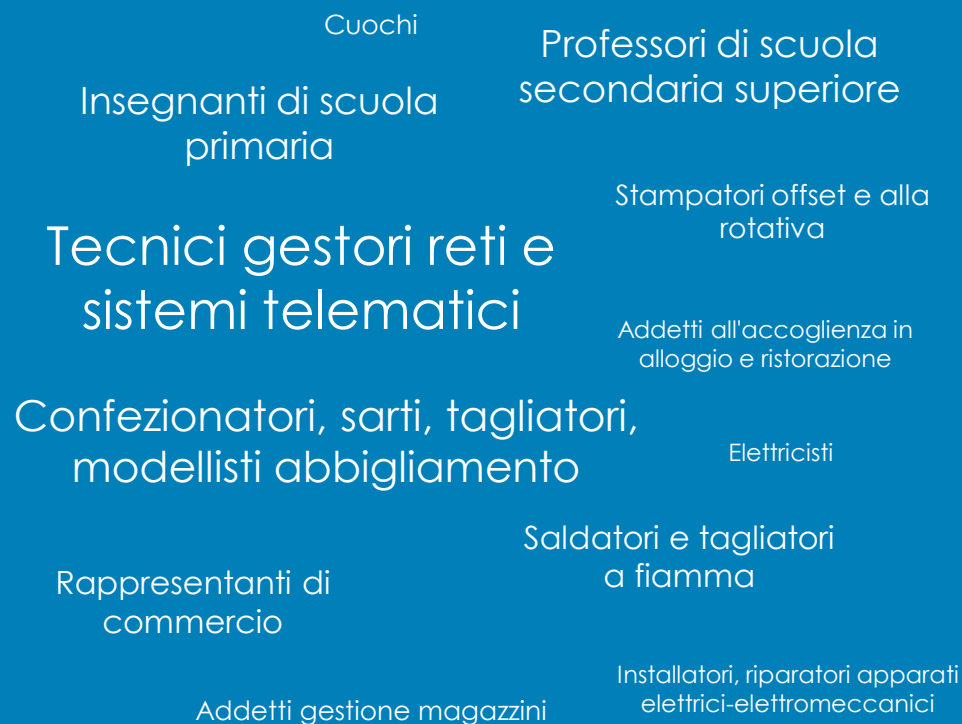 Cuochi
Professori di scuola
secondaria superiore
Insegnanti di scuola
primaria
Stampatori offset e alla
rotativa
Tecnici gestori reti e
sistemi telematici
Addetti all'accoglienza in
alloggio e ristorazione
Confezionatori, sarti, tagliatori,
modellisti abbigliamento
Elettricisti
Saldatori e tagliatori
a fiamma
Rappresentanti di
commercio
Installatori, riparatori apparati
elettrici-elettromeccanici
Addetti gestione magazzini